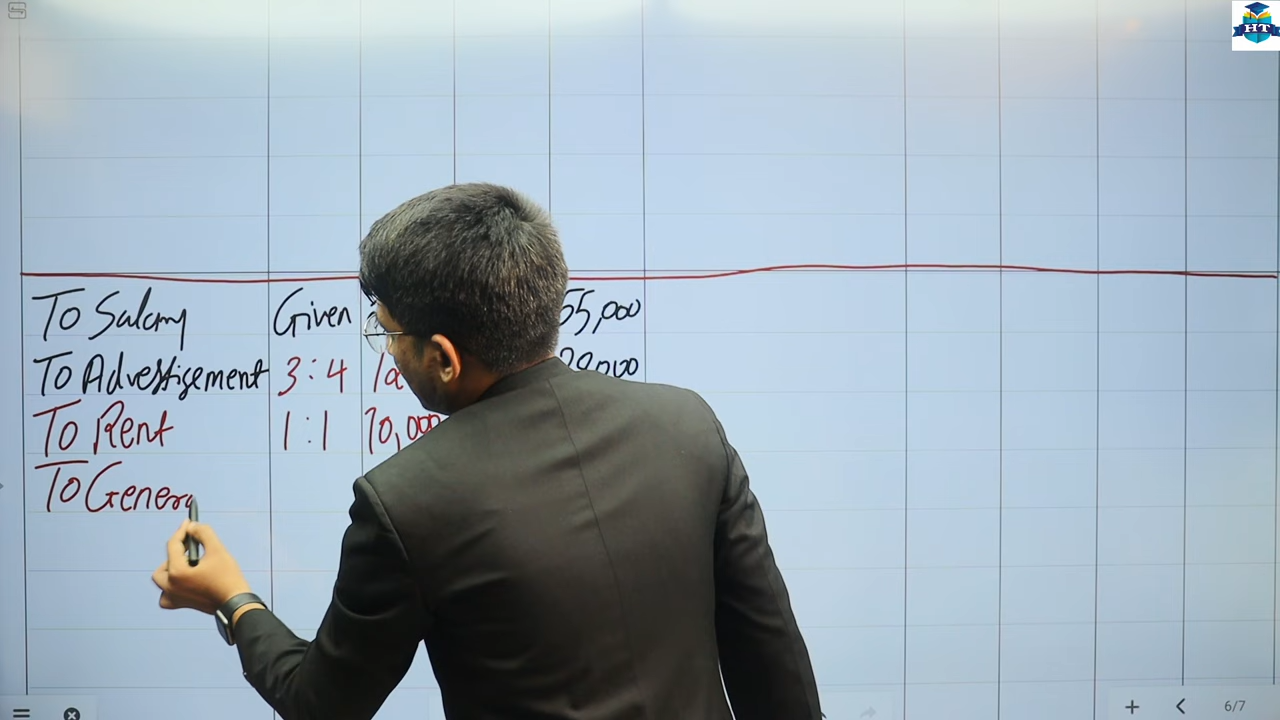 HT
To Salary Given 55,000
To Advertisement 3:4
To Rent 1:1 70,000
To Genera
6/7